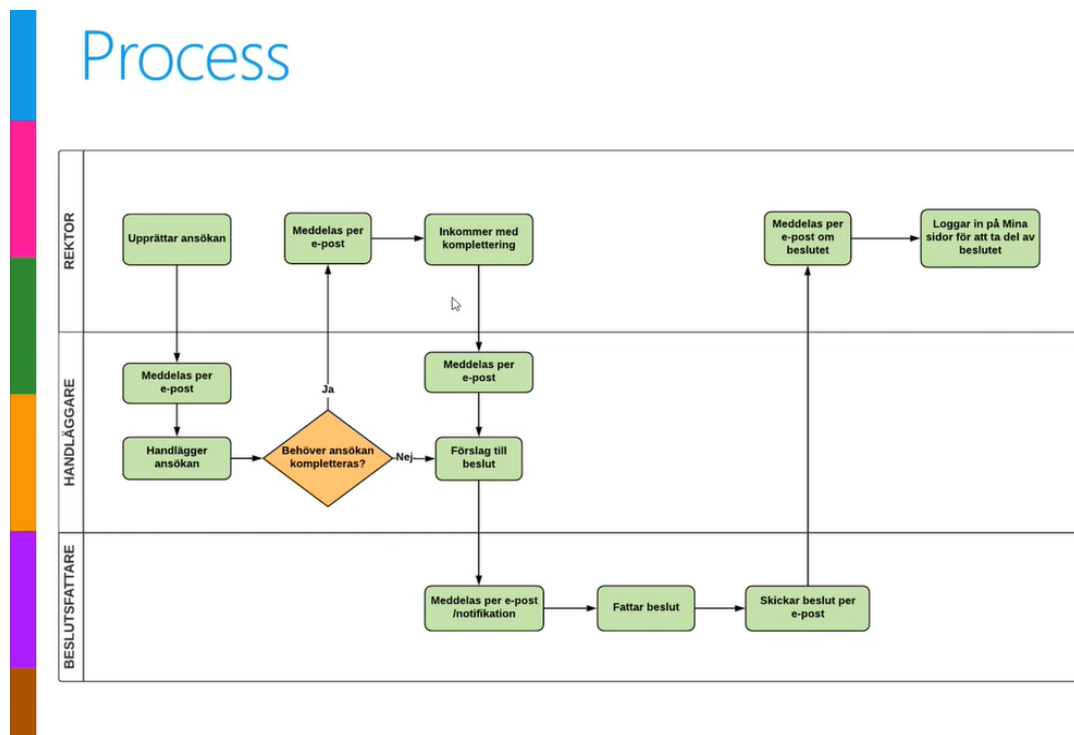 Process
REKTOR
Upprättar ansökan
Meddelas per
e-post
Inkommer med
komplettering
Meddelas per
e-post om
beslutet
Loggar in på Mina
sidor för att ta del av
beslutet
HANDLÄGGARE
Meddelas per
e-post
Handlägger
ansökan
Behöver ansökan
kompletteras?
Ja
Nej
Meddelas per
e-post
Förslag till
beslut
BESLUTSFATTARE
Meddelas per e-post
/notifikation
Fattar beslut
Skickar beslut per
e-post